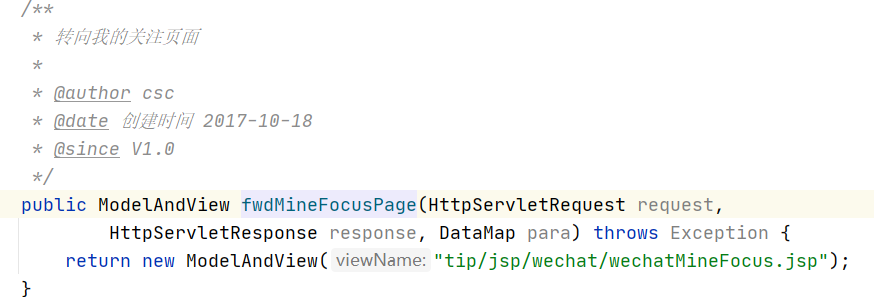 /**
 * 转向我的关注页面
 *
 * @author csc
 * @date 创建时间 2017-10-18
 * @since V1.0
 */
public ModelAndView fwdMineFocusPage(HttpServletRequest request,
        HttpServletResponse response, DataMap para) throws Exception {
    return new ModelAndView( viewName: "tip/jsp/wechat/wechatMineFocus.jsp");
}